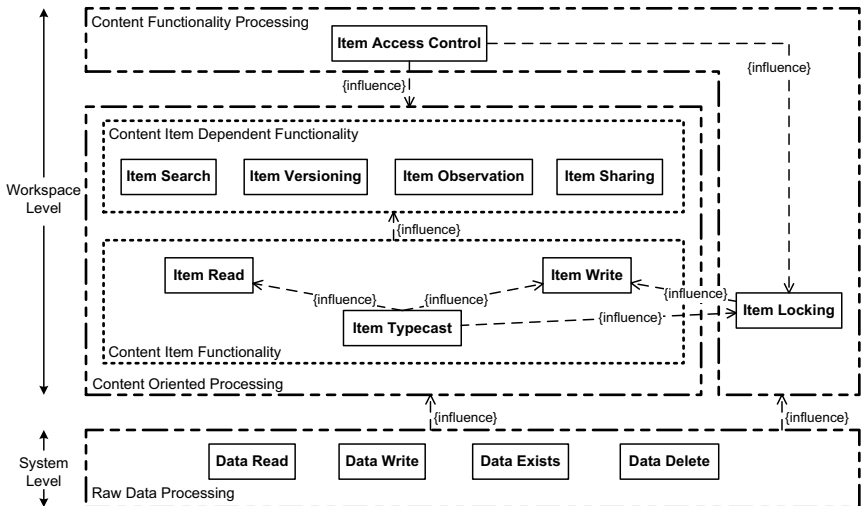 Content Functionality Processing
Item Access Control
{influence}
{influence}
Content Item Dependent Functionality
Item Search
Item Versioning
Item Observation
Item Sharing
Workspace
Level
{influence}
Item Read
Item Write
{influence}
{influence}
{influence}
Item Typecast
{influence}
Item Locking
Content Item Functionality
Content Oriented Processing
{influence}
{influence}
System
Level
Data Read
Data Write
Data Exists
Data Delete
Raw Data Processing